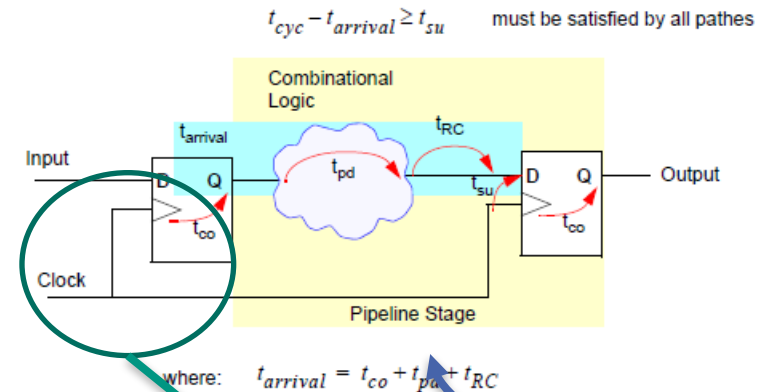 t_cyc − t_arrival ≥ t_su must be satisfied by all pathes
Combinational
Logic
t_arrival
t_RC
Input
t_pd
D Q
t_su
D Q
Output
t_co
t_co
Clock
Pipeline Stage
where: t_arrival = t_co + t_pd + t_RC